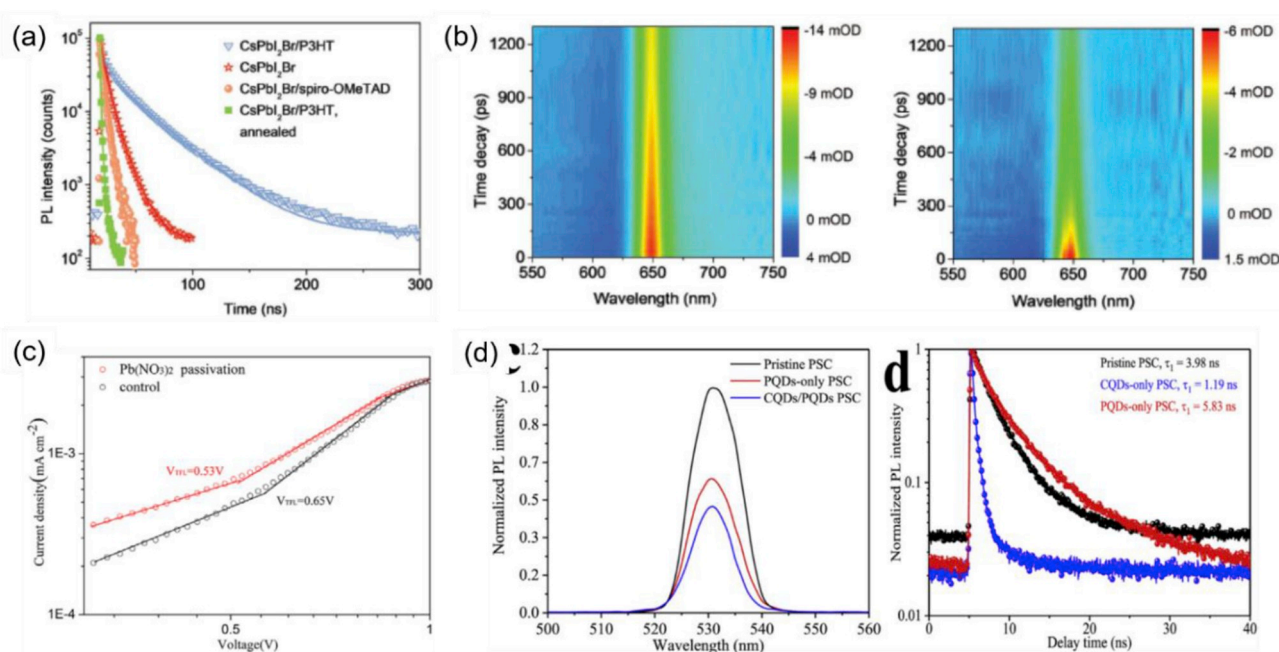 (a)
PL intensity (counts)
10⁵
10⁴
10³
10²
CsPbI₂Br/P3HT
CsPbI₂Br
CsPbI₂Br/spiro-OMeTAD
CsPbI₂Br/P3HT,
annealed
50
100
200
300
Time (ns)
(b)
Time decay (ps)
1200
900
600
300
0
550
600
650
700
750
Wavelength (nm)
-14 mOD
-9 mOD
-4 mOD
0 mOD
4 mOD
Time decay (ps)
1200
900
600
300
0
550
600
650
700
750
Wavelength (nm)
-6 mOD
-4 mOD
-2 mOD
0 mOD
1.5 mOD
(c)
Current density(mA cm⁻²)
1E-3
1E-4
Pb(NO₃)₂ passivation
control
VTFL=0.53V
VTFL=0.65V
0.5
1
Voltage(V)
(d)
Normalized PL intensity
1.2
1.0
0.8
0.7
0.5
0.3
0.2
0.0
Pristine PSC
PQDs-only PSC
CQDs/PQDs PSC
500
510
520
530
540
550
560
Wavelength (nm)
d
Normalized PL intensity
1
0.1
0.01
Pristine PSC, τ₁ = 3.98 ns
CQDs-only PSC, τ₁ = 1.19 ns
PQDs-only PSC, τ₁ = 5.83 ns
0
10
20
30
40
Delay time (ns)